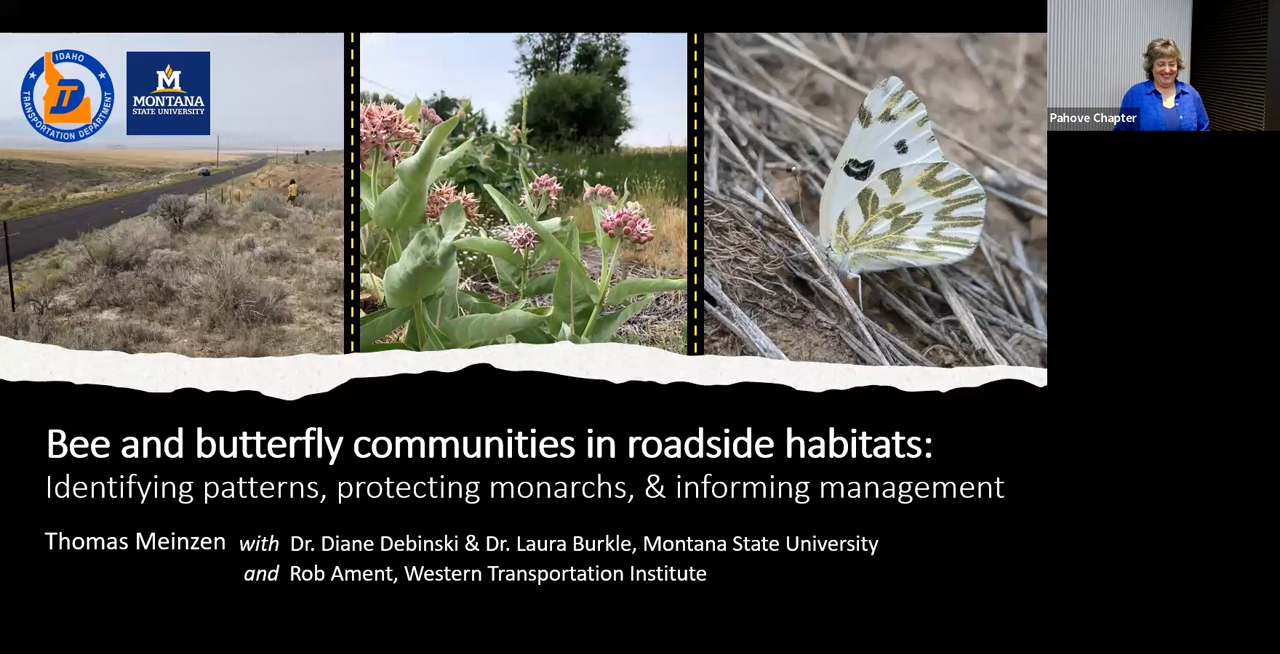 IDAHO
TRANSPORTATION DEPARTMENT
IT
M
MONTANA
STATE UNIVERSITY
Pahove Chapter
Bee and butterfly communities in roadside habitats:
Identifying patterns, protecting monarchs, & informing management
Thomas Meinzen with Dr. Diane Debinski & Dr. Laura Burkle, Montana State University
and Rob Ament, Western Transportation Institute